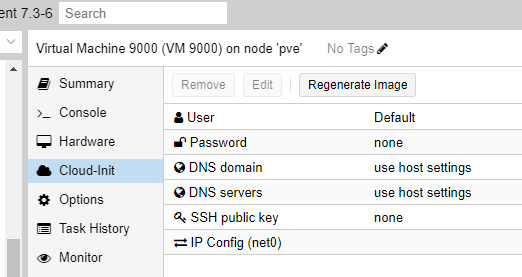 ent 7.3-6 Search
Virtual Machine 9000 (VM 9000) on node 'pve' No Tags
Summary
Remove Edit Regenerate Image
Console
User Default
Hardware
Password none
Cloud-Init
DNS domain use host settings
Options
DNS servers use host settings
Task History
SSH public key none
Monitor
IP Config (net0)